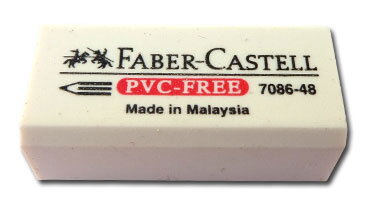 FABER-CASTELL
PVC-FREE 7086-48
Made in Malaysia